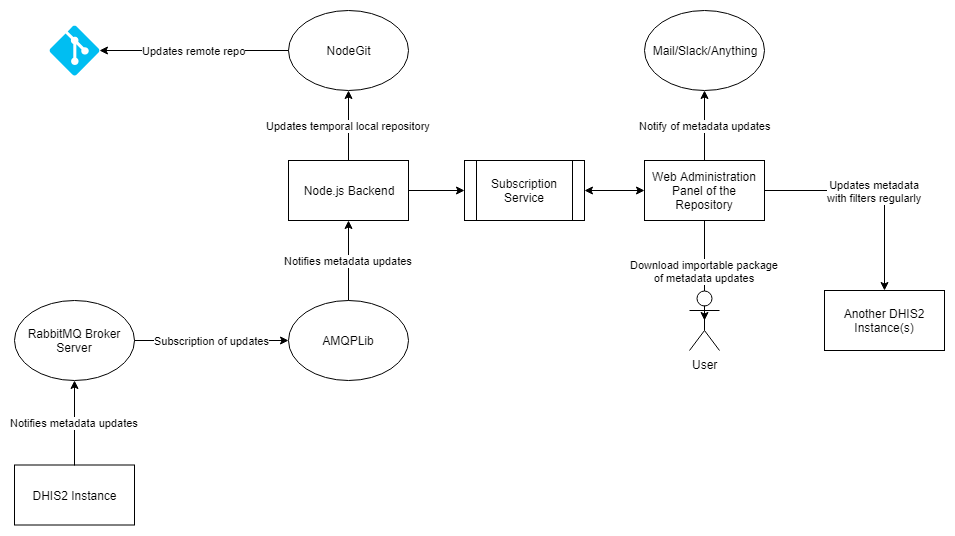 Updates remote repo
NodeGit
Mail/Slack/Anything
Updates temporal local repository
Notify of metadata updates
Node.js Backend
Subscription
Service
Web Administration
Panel of the
Repository
Updates metadata
with filters regularly
Notifies metadata updates
Download importable package
of metadata updates
Another DHIS2
Instance(s)
RabbitMQ Broker
Server
Subscription of updates
AMQPLib
User
Notifies metadata updates
DHIS2 Instance